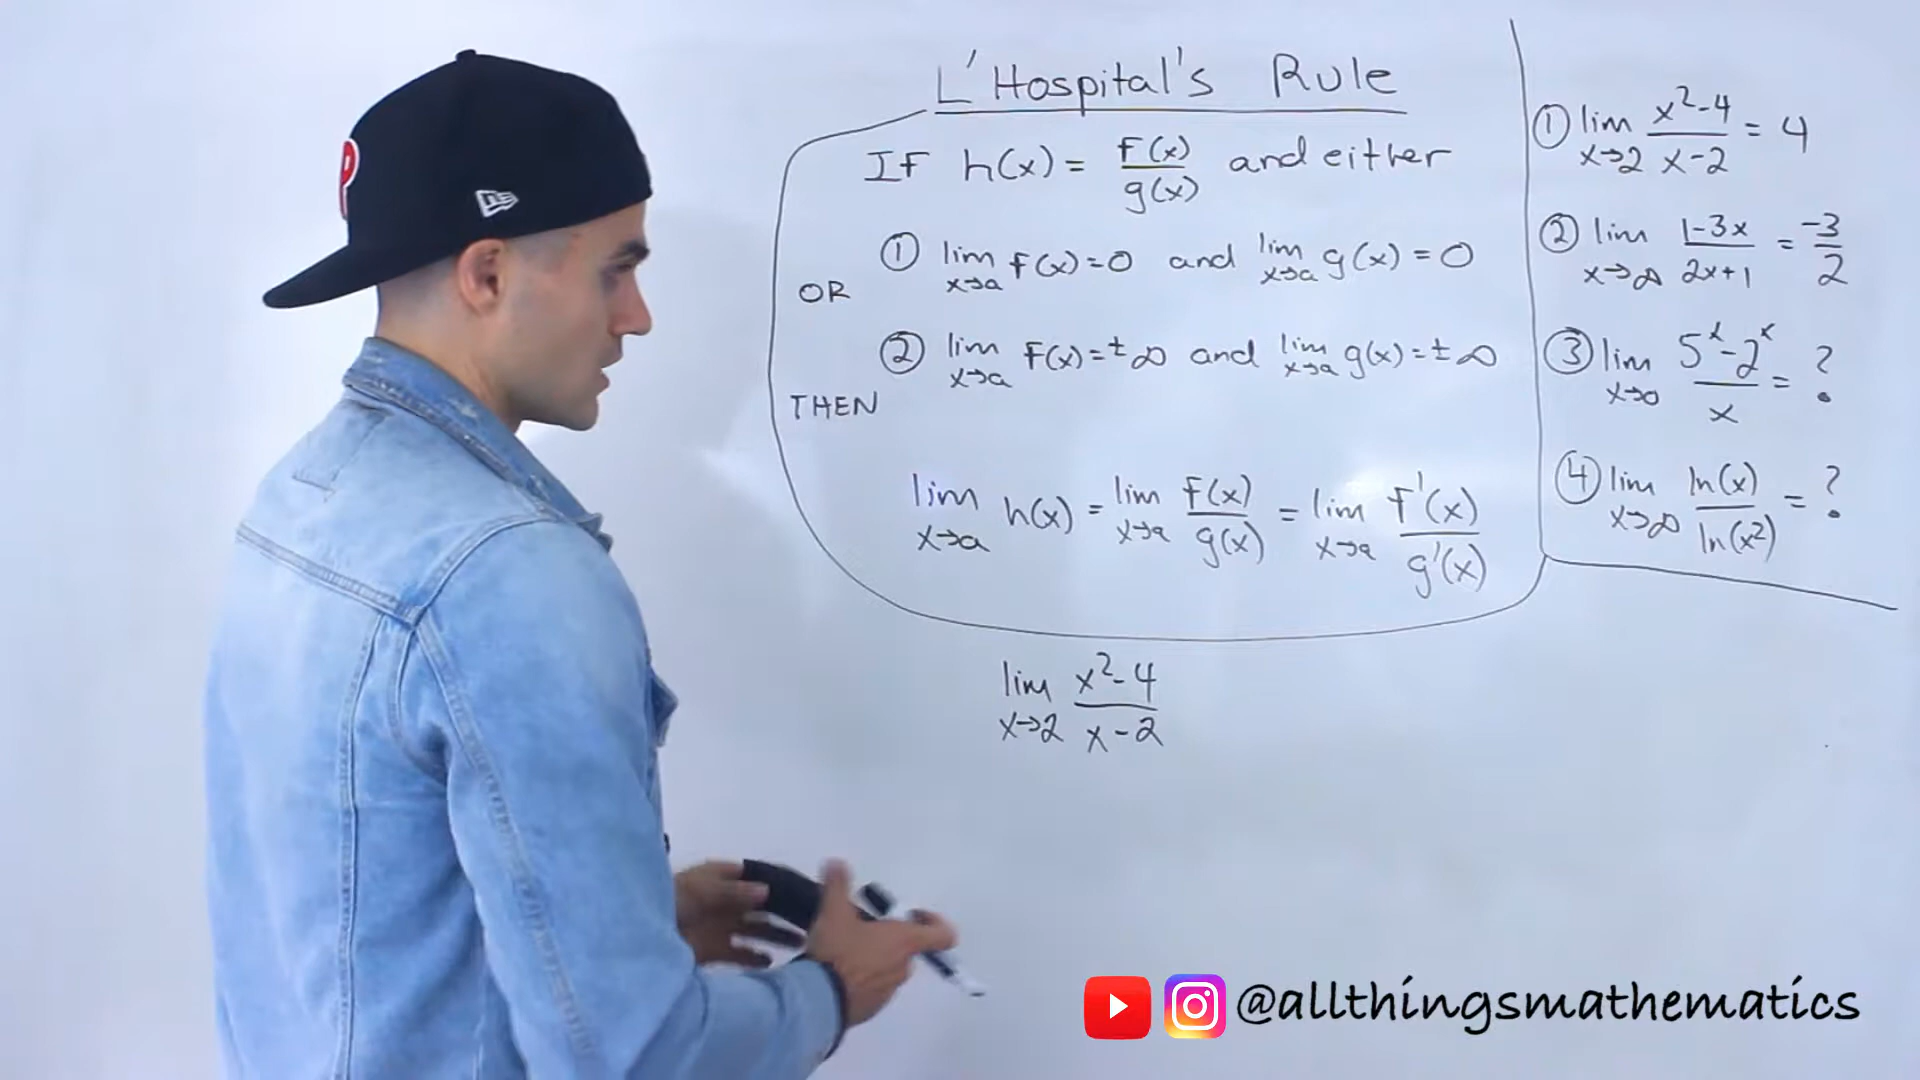 L'Hospital's Rule
IF h(x) = f(x)/g(x) and either
① lim x→a f(x)=0 and lim x→a g(x)=0
OR
② lim x→a f(x)=±∞ and lim x→a g(x)=±∞
THEN
lim x→a h(x) = lim x→a f(x)/g(x) = lim x→a f'(x)/g'(x)
lim x→2 x²-4/x-2
① lim x→2 x²-4/x-2 = 4
② lim x→∞ 1-3x/2x+1 = -3/2
③ lim x→0 5ˣ-2ˣ/x = ?
④ lim x→∞ ln(x)/ln(x²) = ?
P
@allthingsmathematics